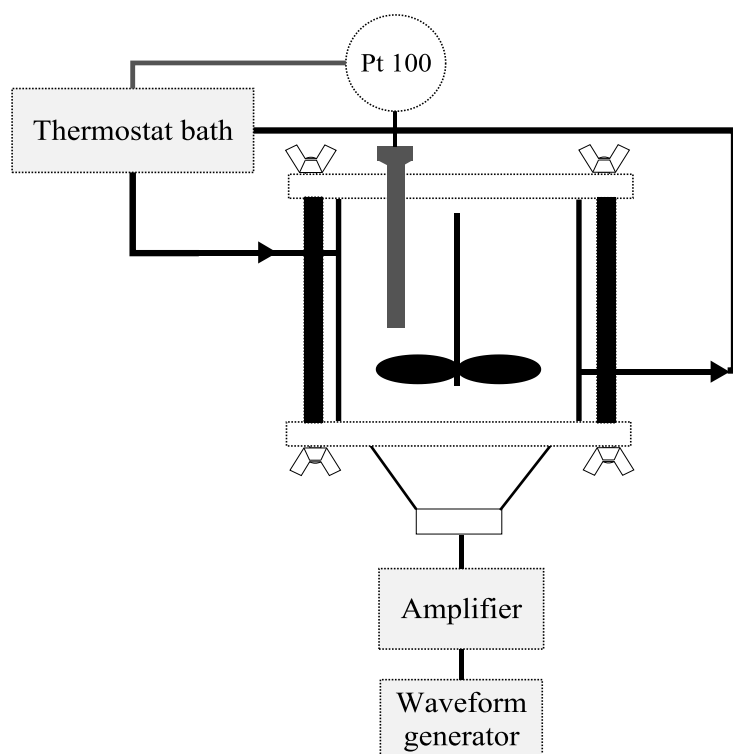 Pt 100
Thermostat bath
Amplifier
Waveform
generator